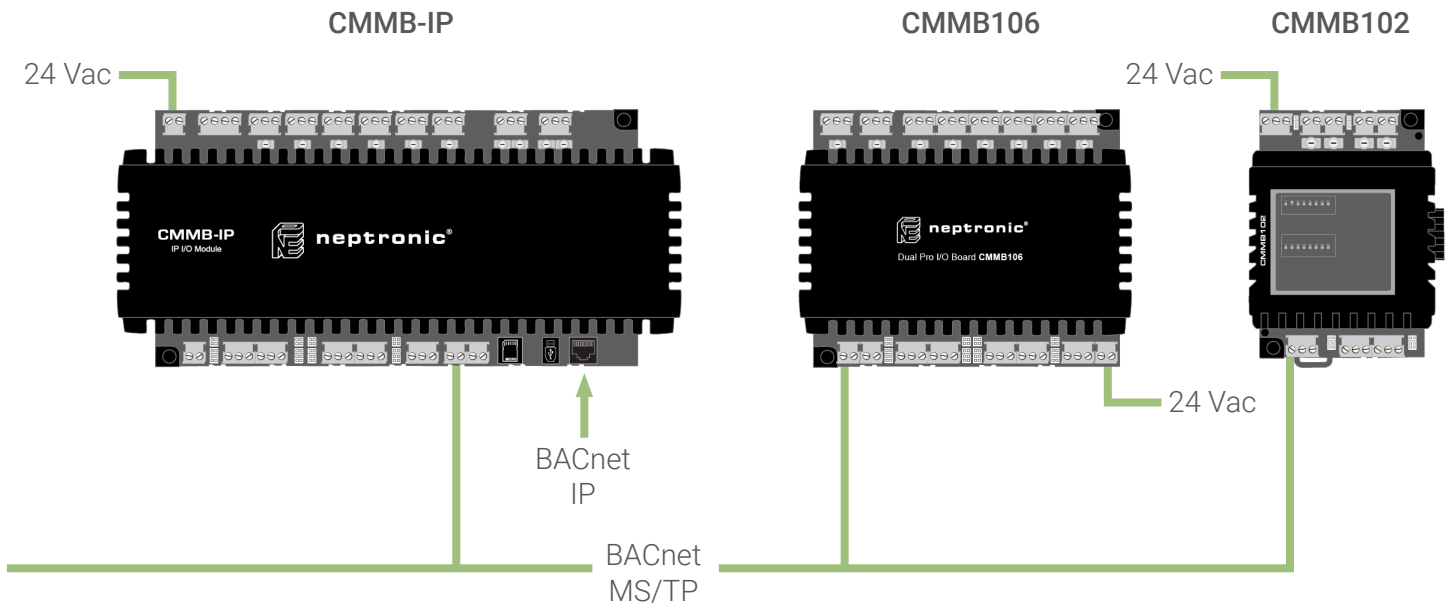 CMMB-IP
CMMB106
CMMB102
24 Vac
24 Vac
CMMB-IP
IP I/O Module
neptronic®
neptronic®
Dual Pro I/O Board CMMB106
CMMB102
MICRO
24 Vac
BACnet
IP
BACnet
MS/TP